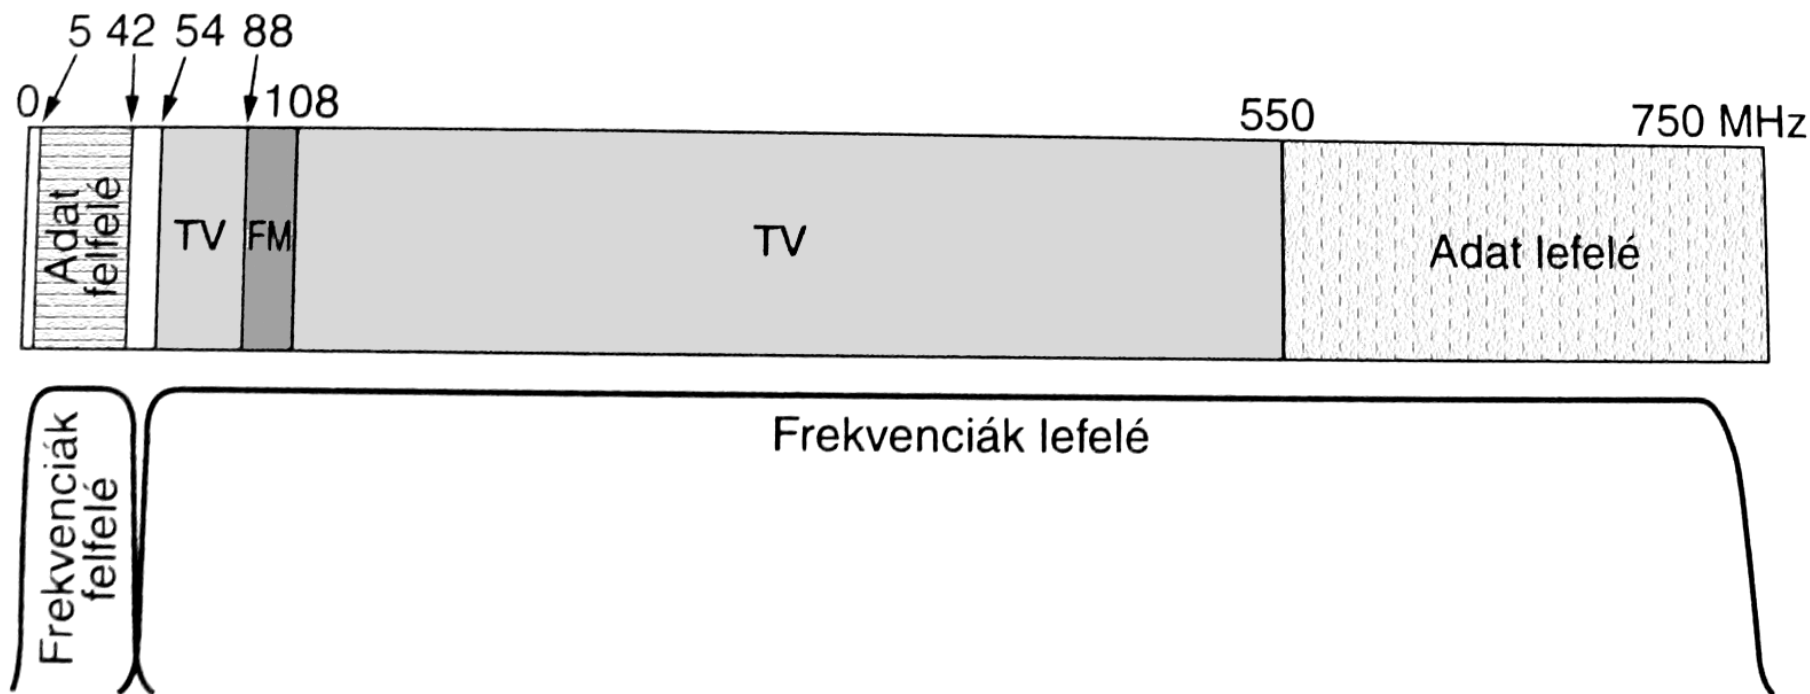 5 42 54 88
0 108 550 750 MHz
Adat
felfelé
TV
FM
TV
Adat lefelé
Frekvenciák
felfelé
Frekvenciák lefelé